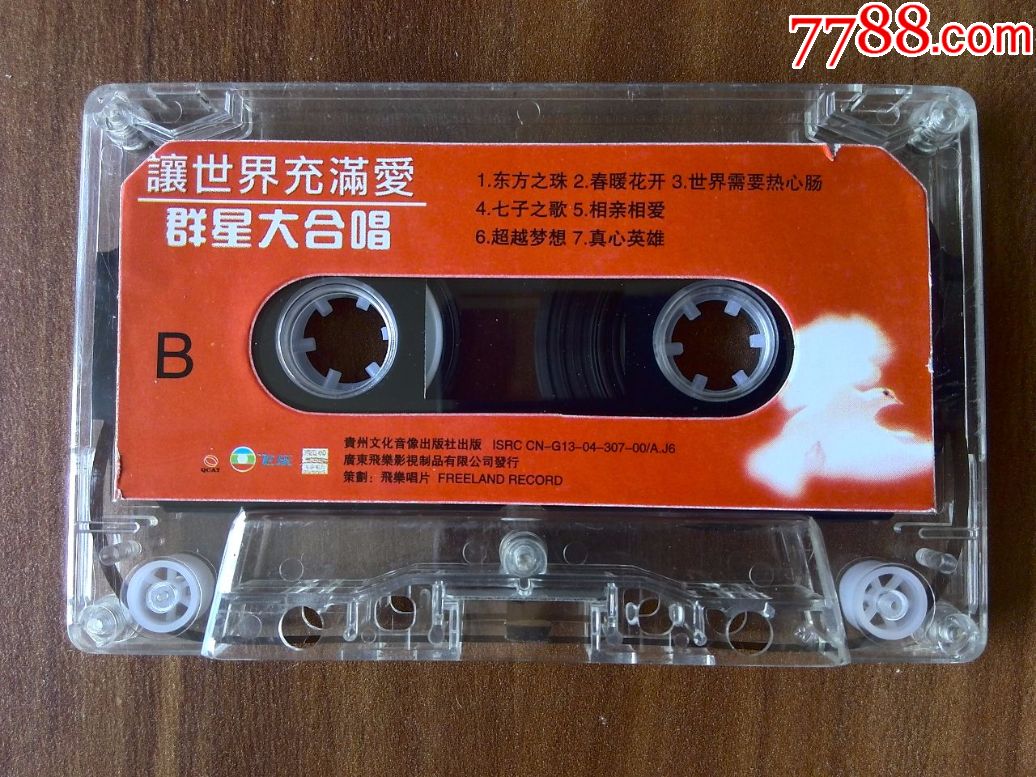 7788.com
讓世界充滿愛
群星大合唱
1.东方之珠 2.春暖花开 3.世界需要热心肠
4.七子之歌 5.相亲相爱
6.超越梦想 7.真心英雄
B
貴州文化音像出版社出版 ISRC CN-G13-04-307-00/A.J6
廣東飛樂影視制品有限公司發行
策劃：飛樂唱片 FREELAND RECORD
QCAT
正版